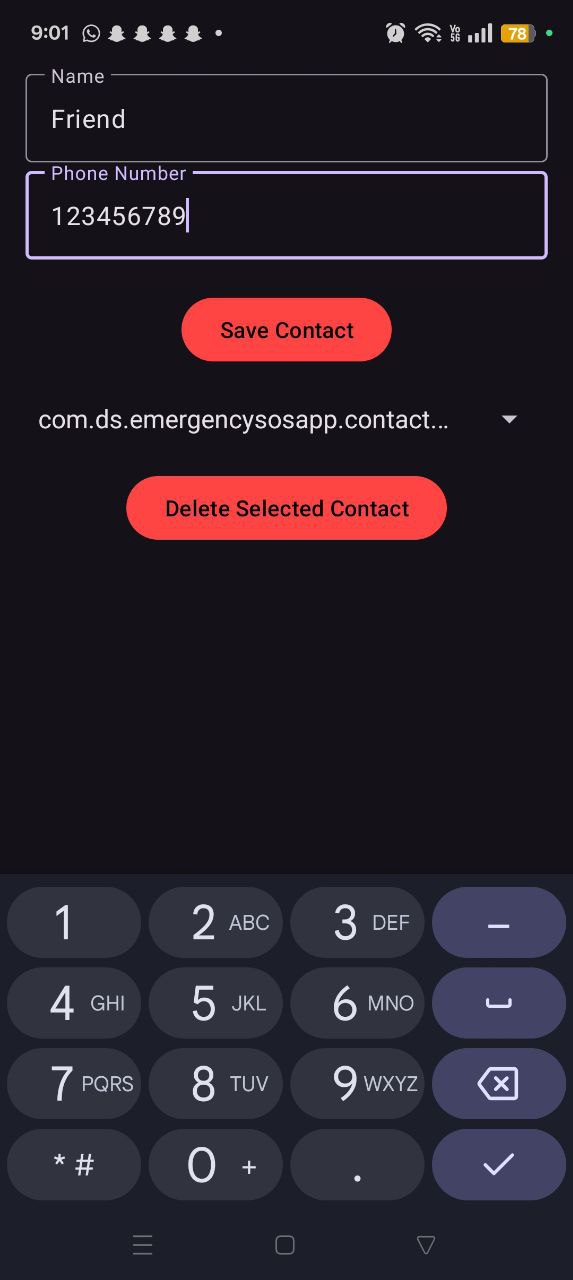 9:01 Vo 5G 78
Name
Friend
Phone Number
123456789
Save Contact
com.ds.emergencysosapp.contact...
Delete Selected Contact
1 2 ABC 3 DEF –
4 GHI 5 JKL 6 MNO
7 PQRS 8 TUV 9 WXYZ
* # 0 + .